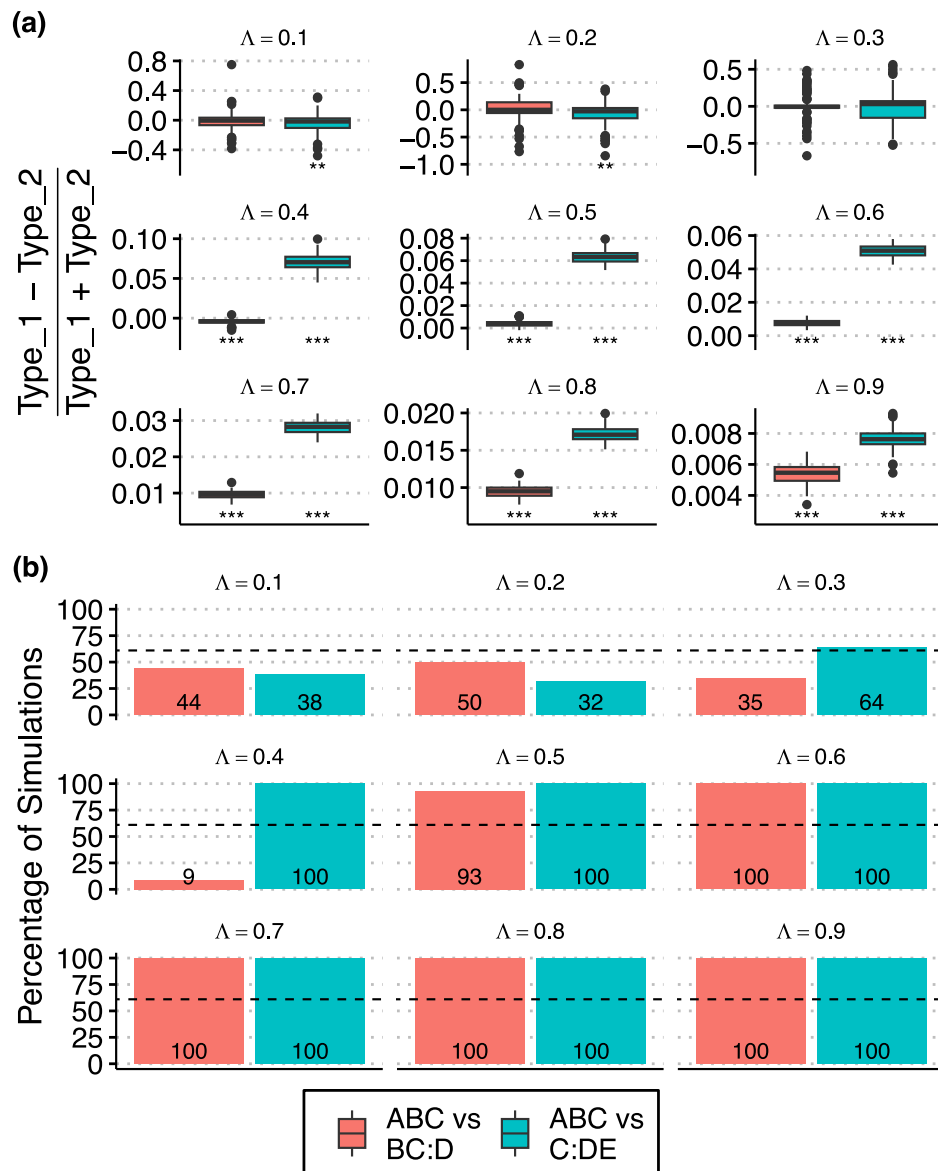 (a)
Type_1 − Type_2
Type_1 + Type_2
Λ = 0.1
0.8
0.4
0.0
−0.4
**
Λ = 0.2
0.5
0.0
−0.5
−1.0
**
Λ = 0.3
0.5
0.0
−0.5
Λ = 0.4
0.10
0.05
0.00
*** ***
Λ = 0.5
0.08
0.06
0.04
0.02
0.00
*** ***
Λ = 0.6
0.06
0.04
0.02
0.00
*** ***
Λ = 0.7
0.03
0.02
0.01
*** ***
Λ = 0.8
0.020
0.015
0.010
*** ***
Λ = 0.9
0.008
0.006
0.004
*** ***
(b)
Percentage of Simulations
Λ = 0.1 Λ = 0.2 Λ = 0.3
100
75
50
25
0
44 38 50 32 35 64
Λ = 0.4 Λ = 0.5 Λ = 0.6
100
75
50
25
0
9 100 93 100 100 100
Λ = 0.7 Λ = 0.8 Λ = 0.9
100
75
50
25
0
100 100 100 100 100 100
ABC vs
BC:D
ABC vs
C:DE